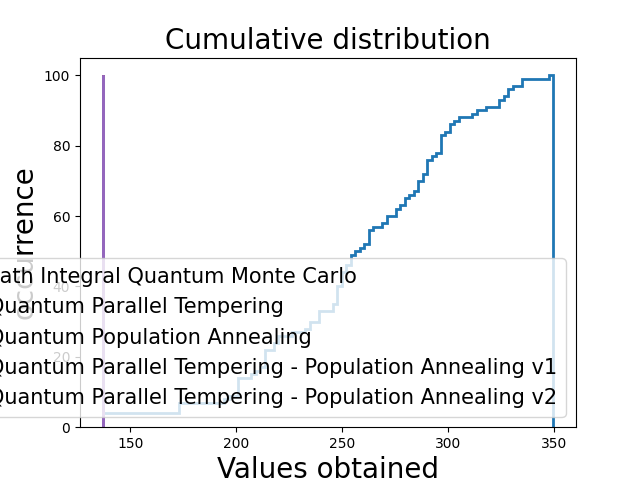 Cumulative distribution
100
80
60
40
20
0
occurrence
ath Integral Quantum Monte Carlo
Quantum Parallel Tempering
Quantum Population Annealing
Quantum Parallel Tempering - Population Annealing v1
Quantum Parallel Tempering - Population Annealing v2
150 200 250 300 350
Values obtained